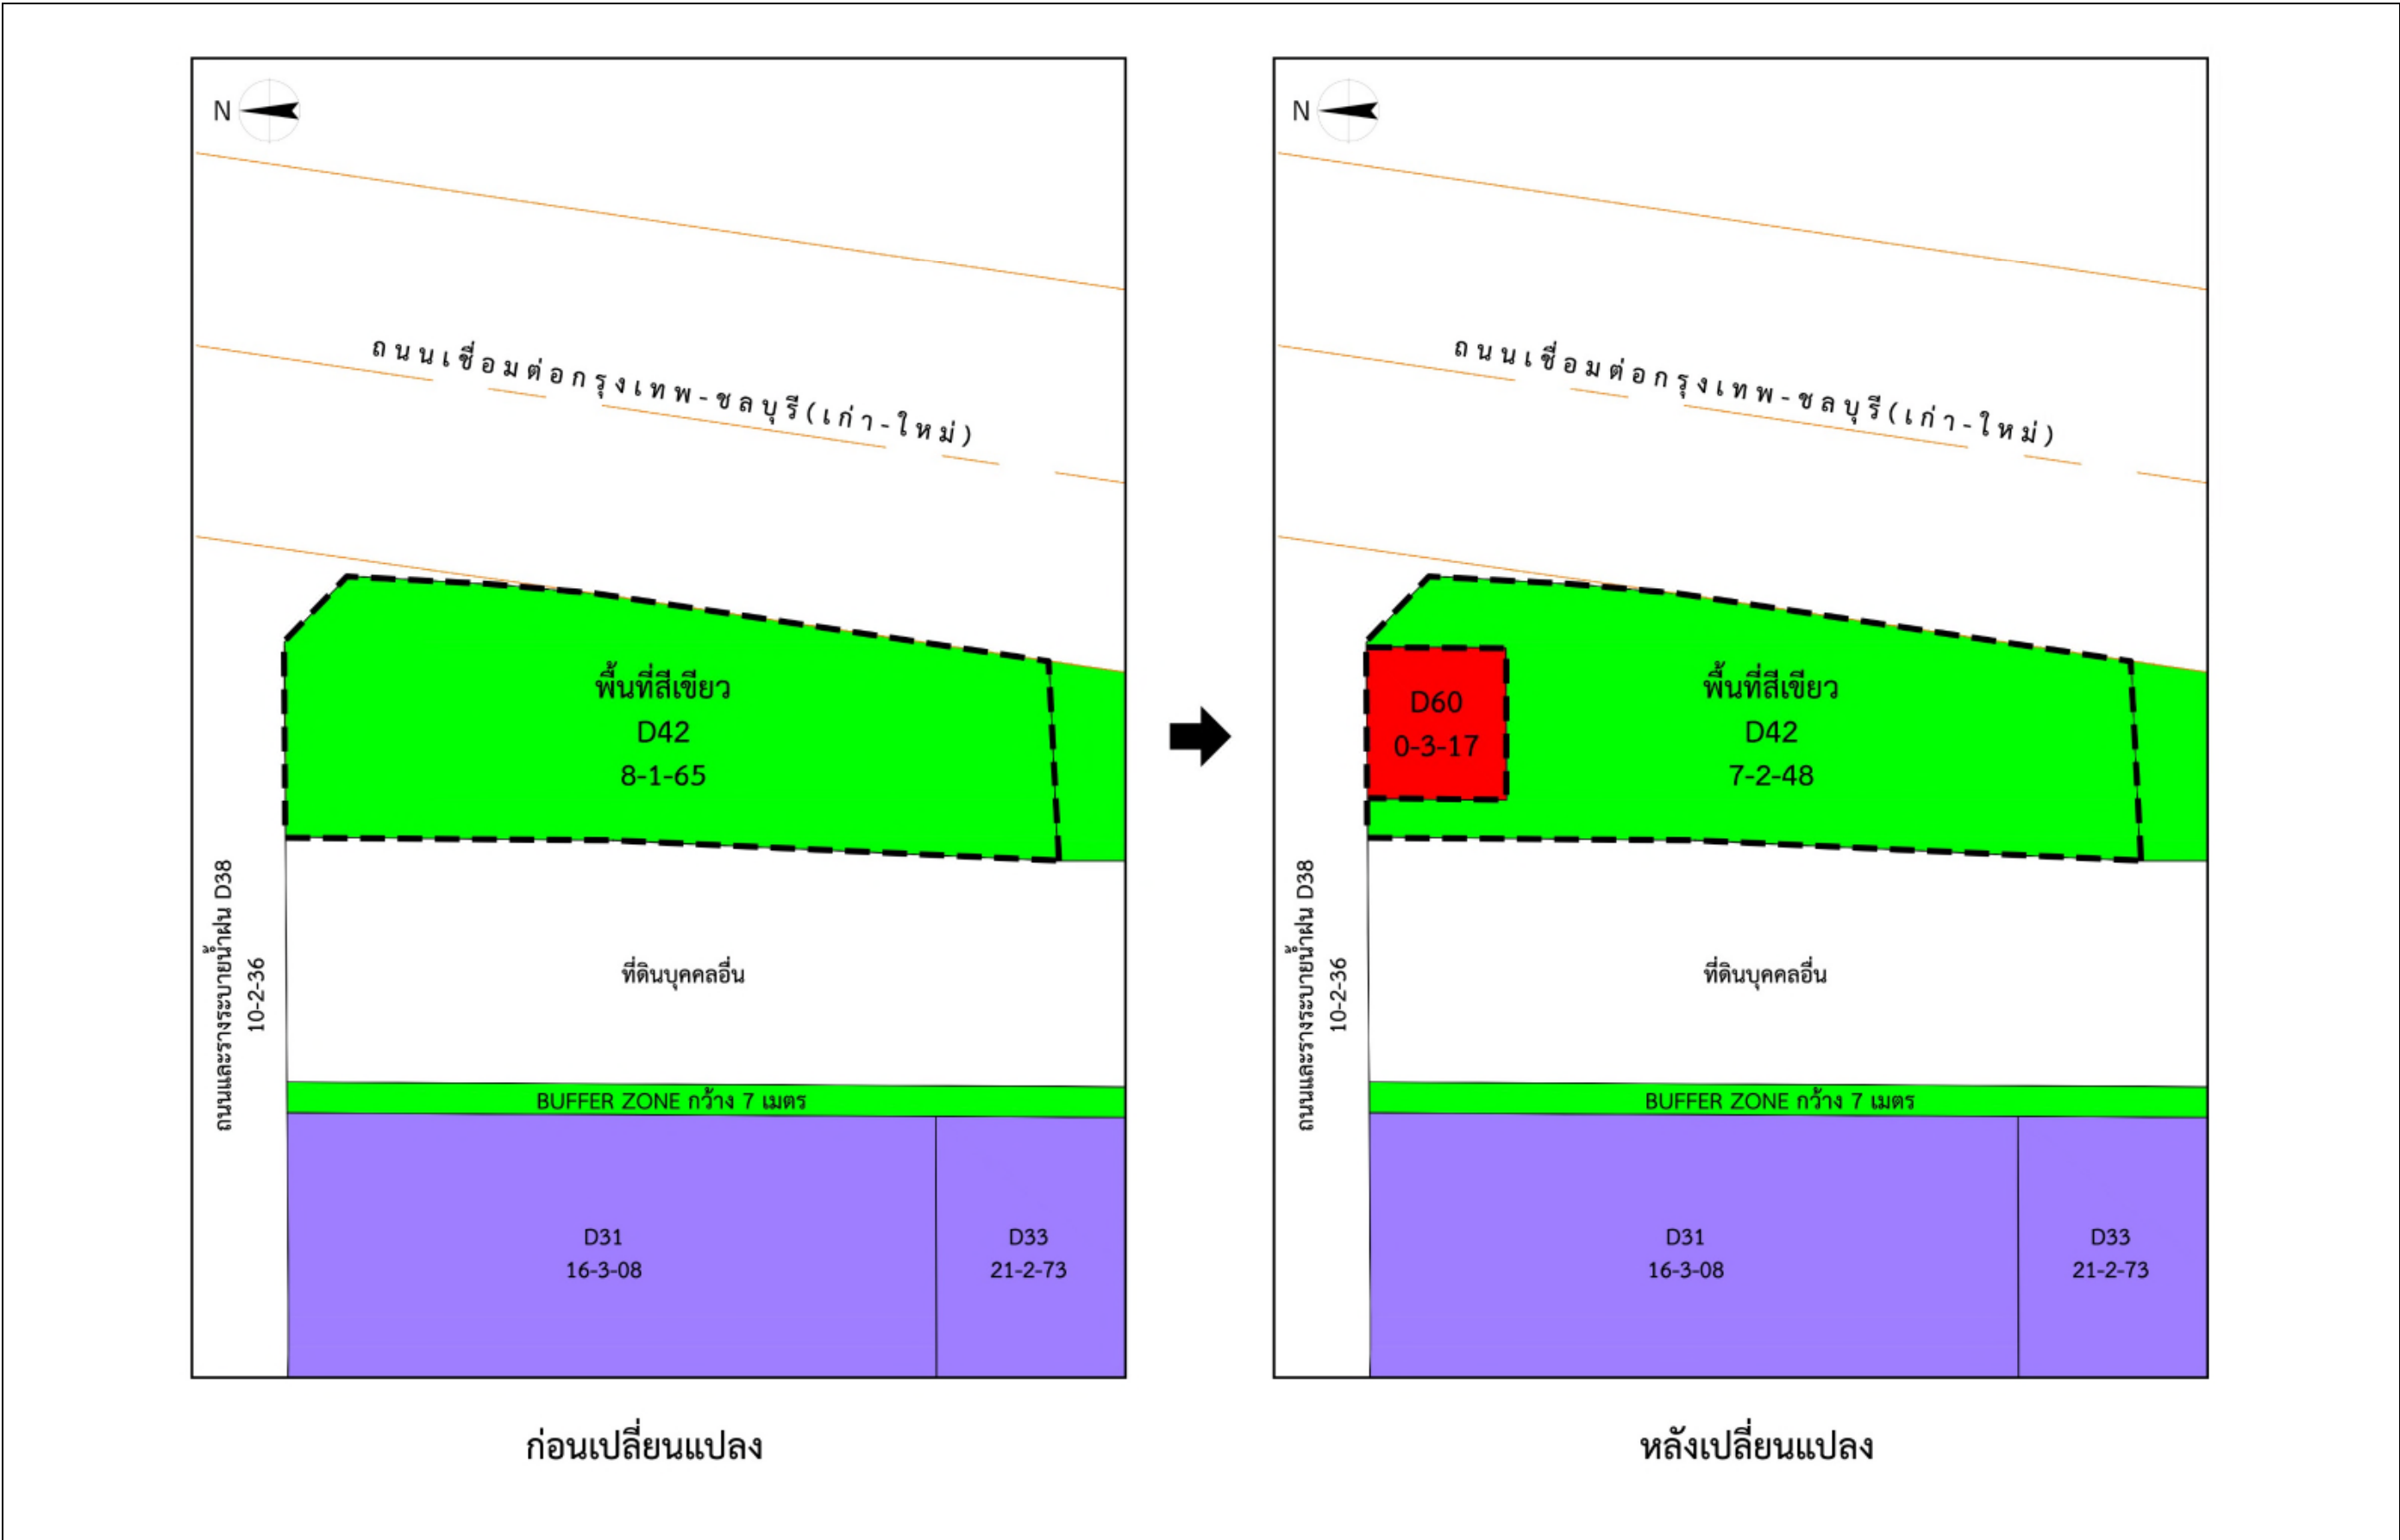 N
ถนนเชื่อมต่อกรุงเทพ-ชลบุรี(เก่า-ใหม่)
พื้นที่สีเขียว
D42
8-1-65
ถนนและรางระบายน้ำฝน D38
10-2-36
ที่ดินบุคคลอื่น
BUFFER ZONE กว้าง 7 เมตร
D31
16-3-08
D33
21-2-73
ก่อนเปลี่ยนแปลง
N
ถนนเชื่อมต่อกรุงเทพ-ชลบุรี(เก่า-ใหม่)
D60
0-3-17
พื้นที่สีเขียว
D42
7-2-48
ถนนและรางระบายน้ำฝน D38
10-2-36
ที่ดินบุคคลอื่น
BUFFER ZONE กว้าง 7 เมตร
D31
16-3-08
D33
21-2-73
หลังเปลี่ยนแปลง